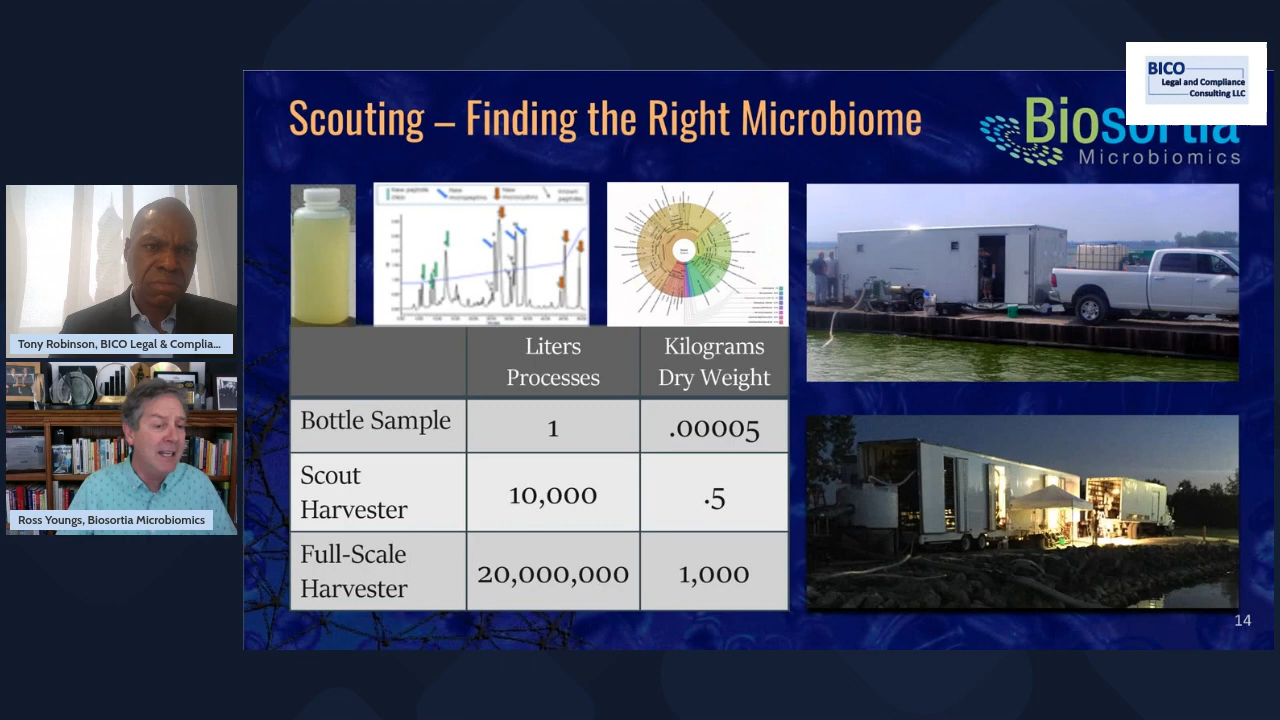 BICO
Legal and Compliance
Consulting LLC
Scouting – Finding the Right Microbiome
Microbiomics
Tony Robinson, BICO Legal & Complia...
Ross Youngs, Biosortia Microbiomics
Liters
Processes
Kilograms
Dry Weight
Bottle Sample
1
.00005
Scout
Harvester
10,000
.5
Full-Scale
Harvester
20,000,000
1,000
14